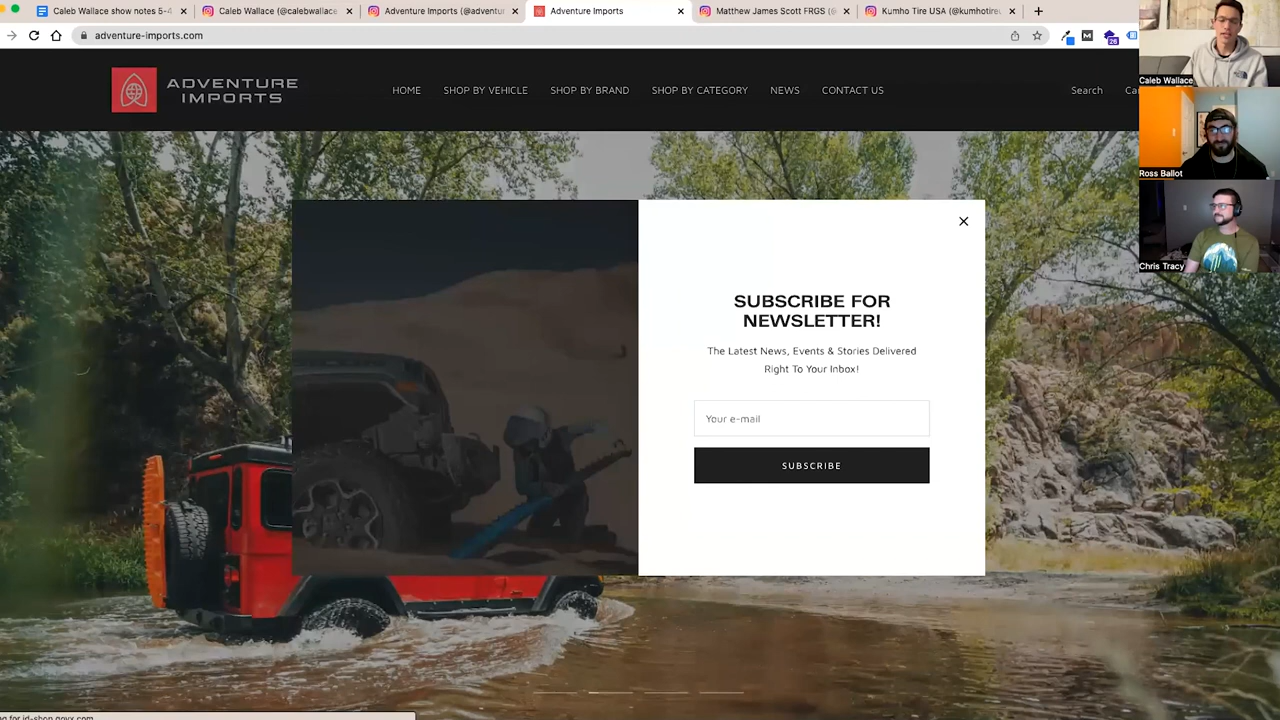 Caleb Wallace show notes 5-4
Caleb Wallace (@calebwallace
Adventure Imports (@adventur
Adventure Imports
Matthew James Scott FRGS (@
Kumho Tire USA (@kumhotireu
adventure-imports.com
28
ADVENTURE
IMPORTS
HOME
SHOP BY VEHICLE
SHOP BY BRAND
SHOP BY CATEGORY
NEWS
CONTACT US
Search
Caleb Wallace
Ross Ballot
Chris Tracy
SUBSCRIBE FOR
NEWSLETTER!
The Latest News, Events & Stories Delivered
Right To Your Inbox!
Your e-mail
SUBSCRIBE